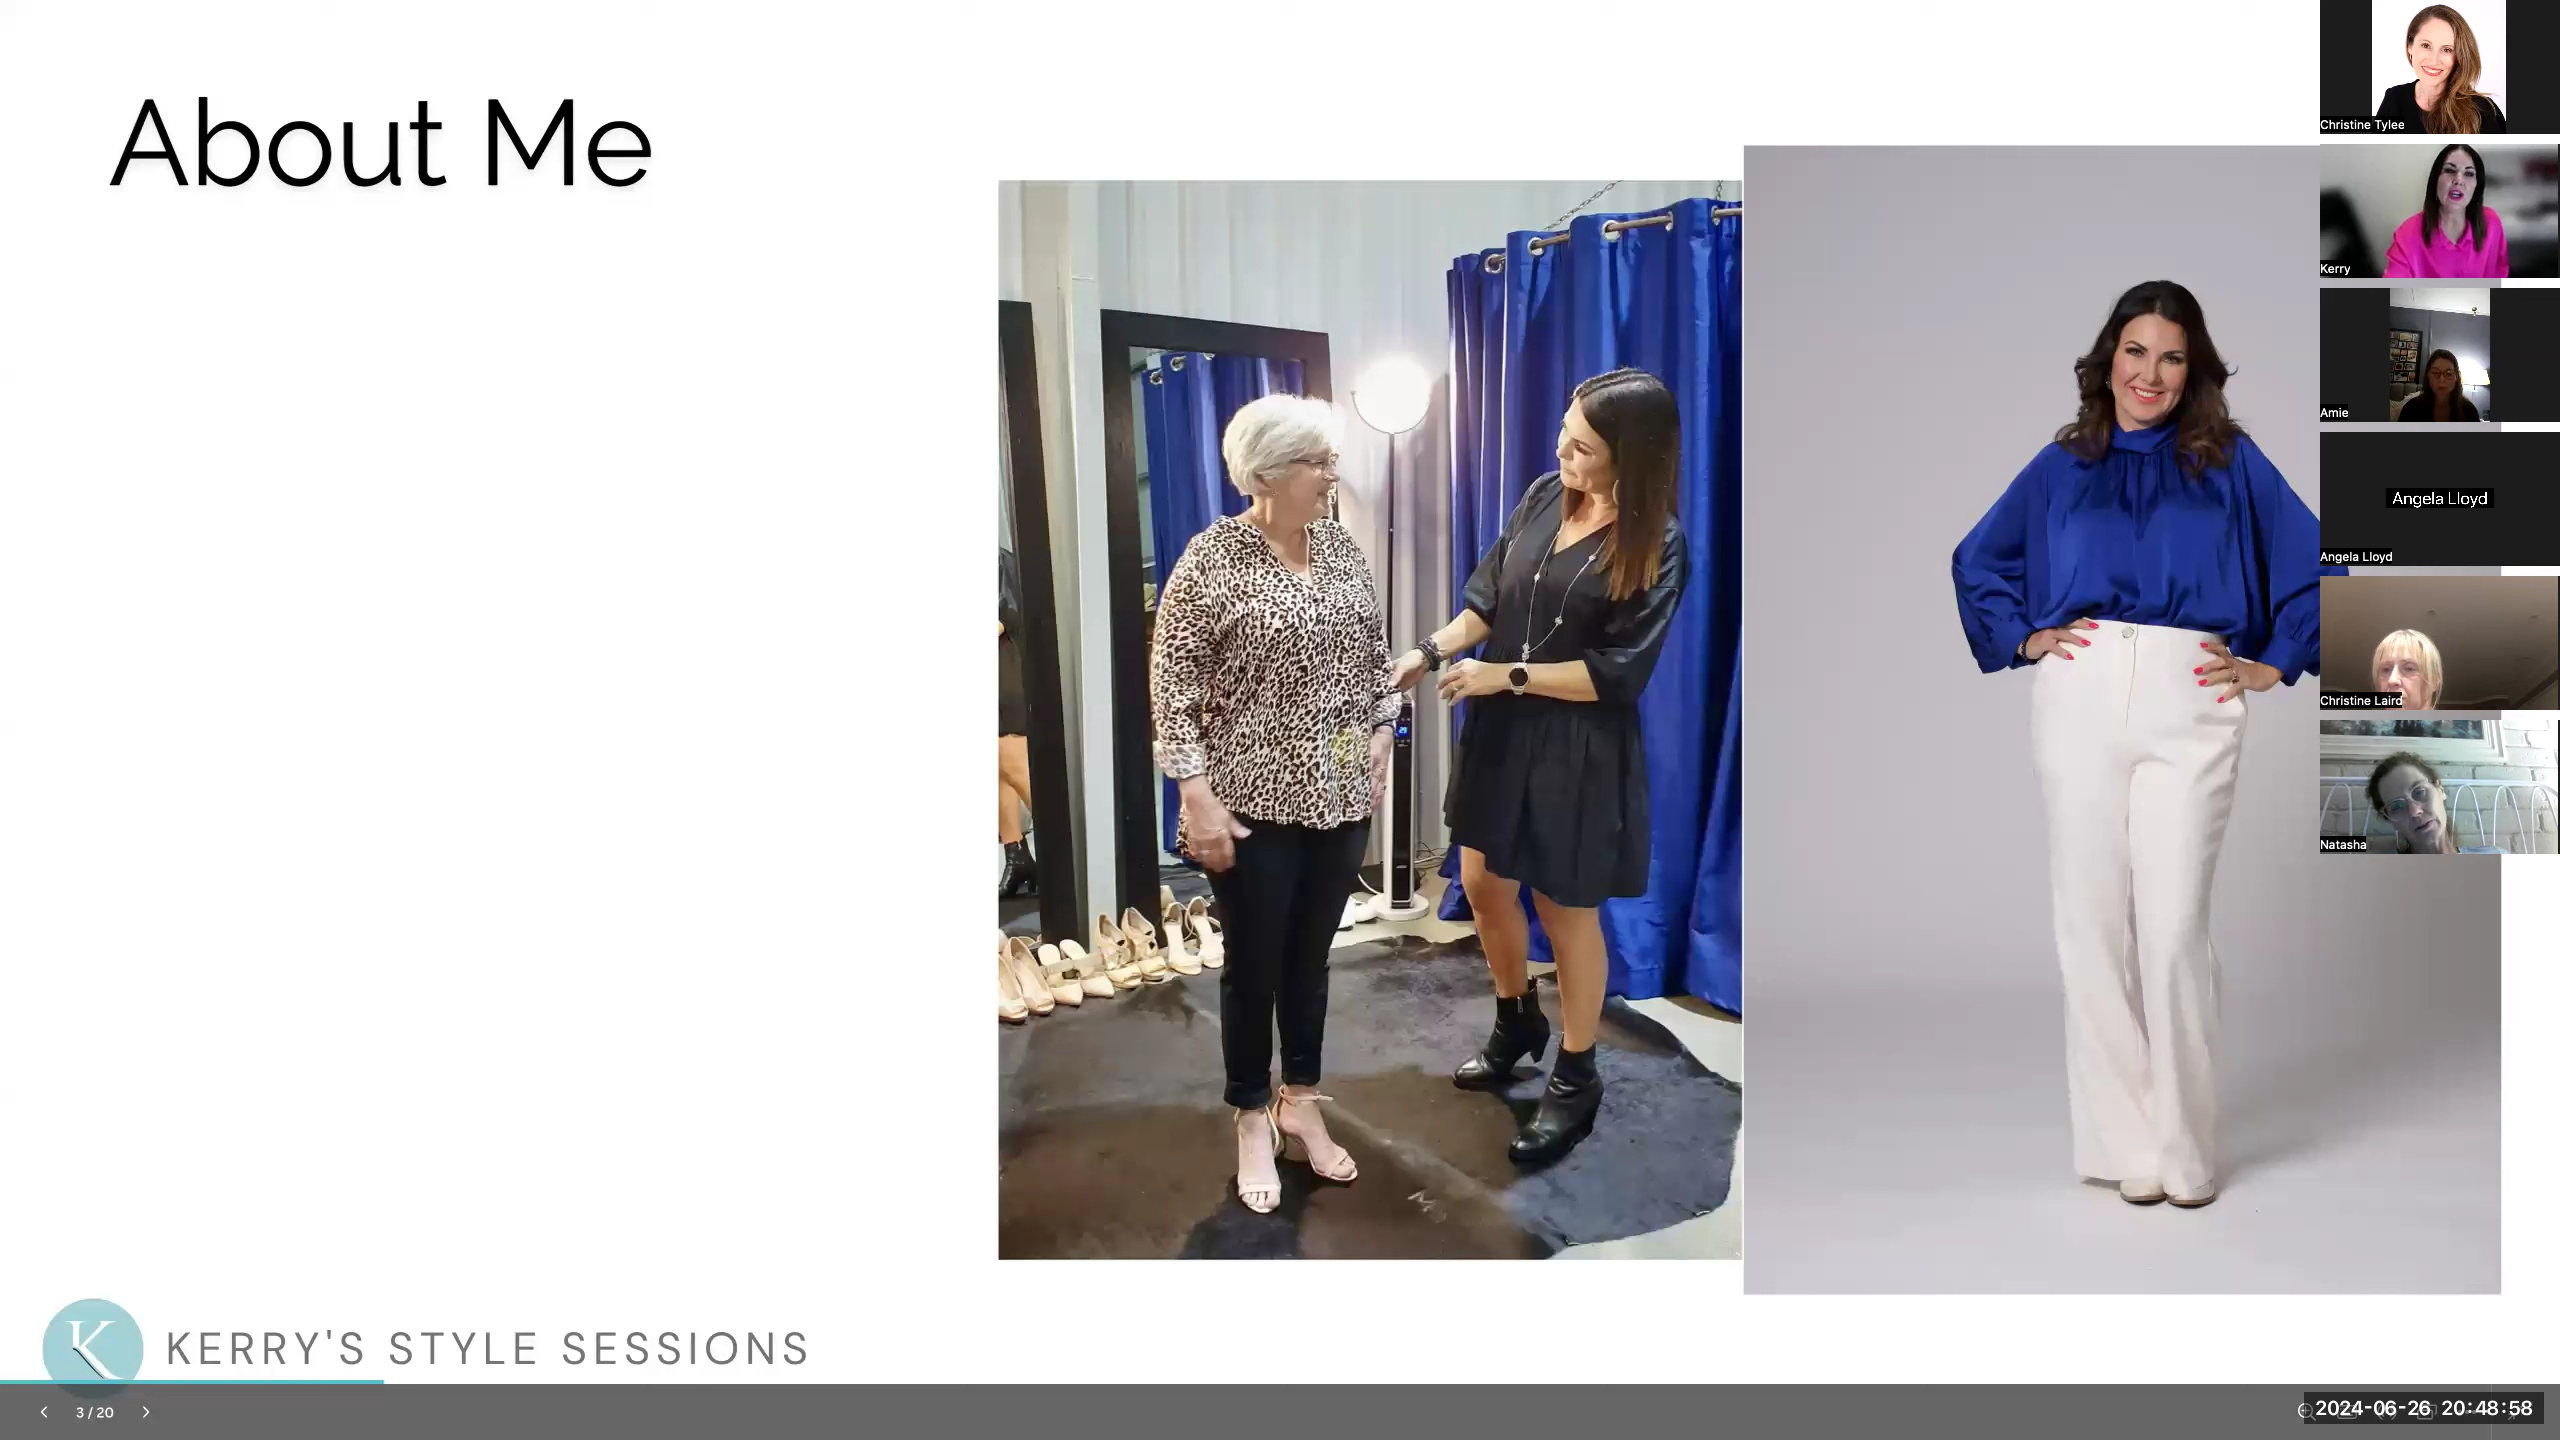 About Me
KERRY'S STYLE SESSIONS
K
3 / 20
Christine Tylee
Kerry
Amie
Angela Lloyd
Angela Lloyd
Christine Laird
Natasha
2024-06-26 20:48:58